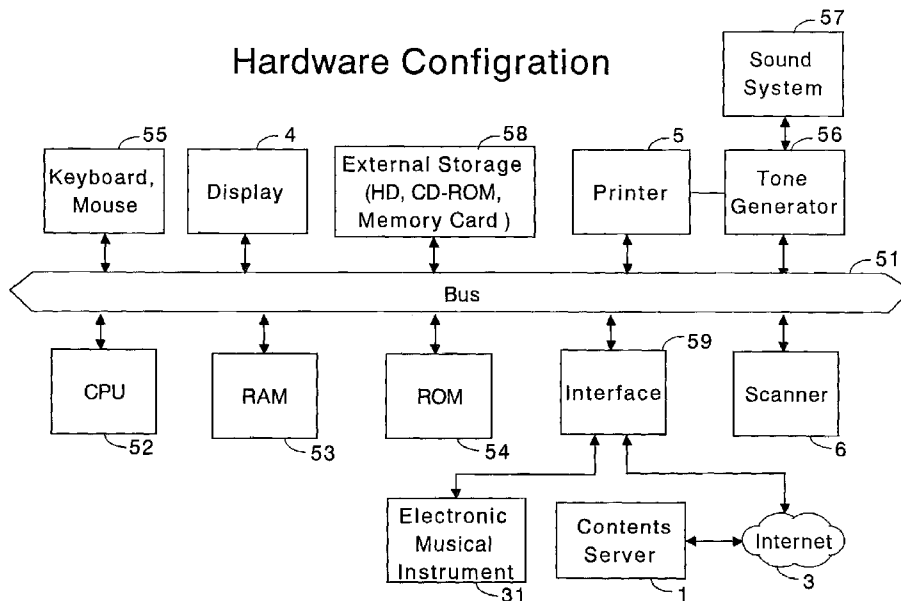 Hardware Configration
57
Sound
System
55
Keyboard,
Mouse
4
Display
58
External Storage
(HD, CD-ROM,
Memory Card )
5
Printer
56
Tone
Generator
51
Bus
CPU
52
RAM
53
ROM
54
59
Interface
Scanner
6
Electronic
Musical
Instrument
31
Contents
Server
1
Internet
3